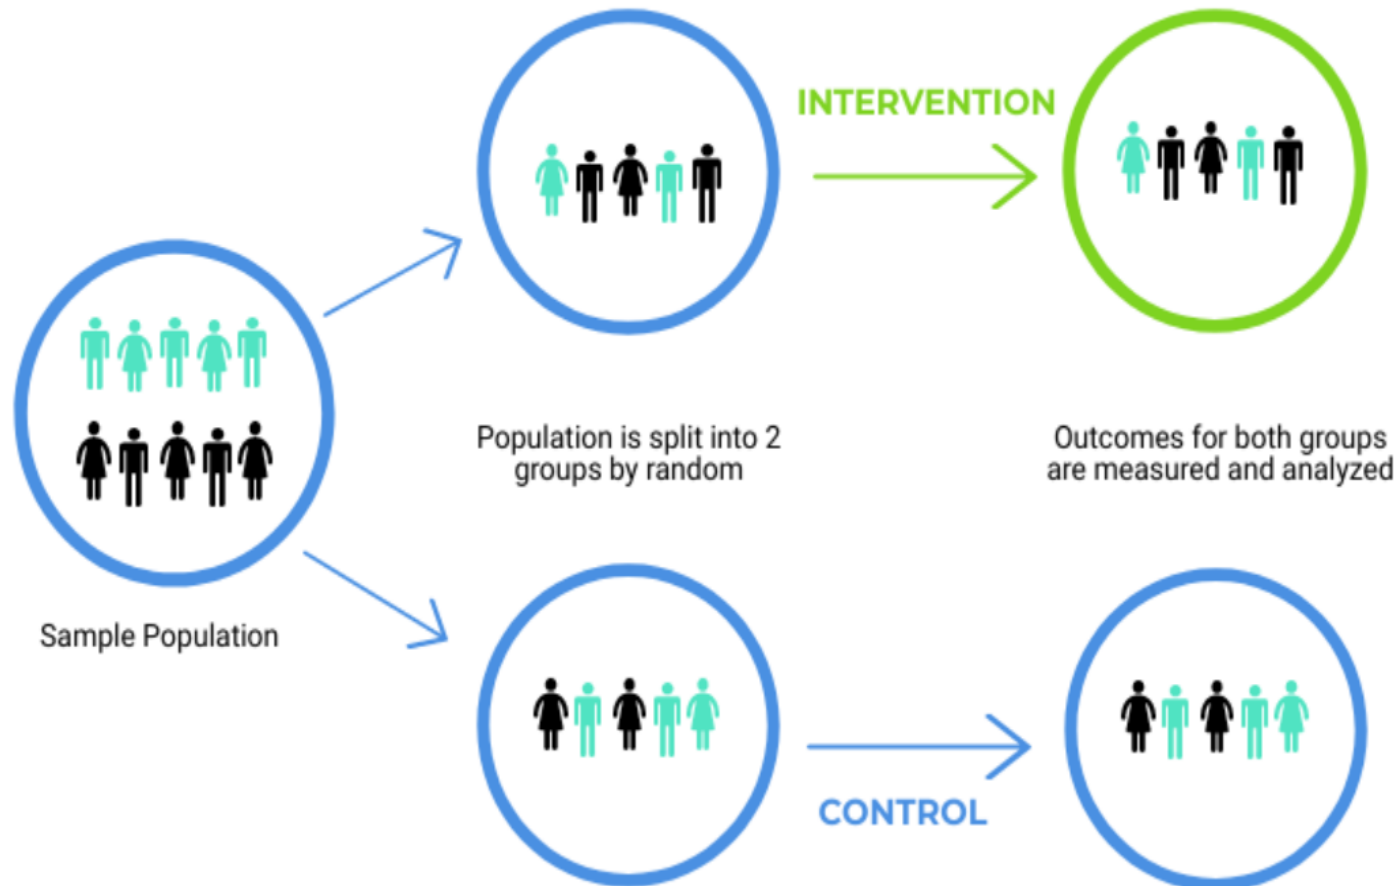 INTERVENTION
Population is split into 2
groups by random
Outcomes for both groups
are measured and analyzed
Sample Population
CONTROL